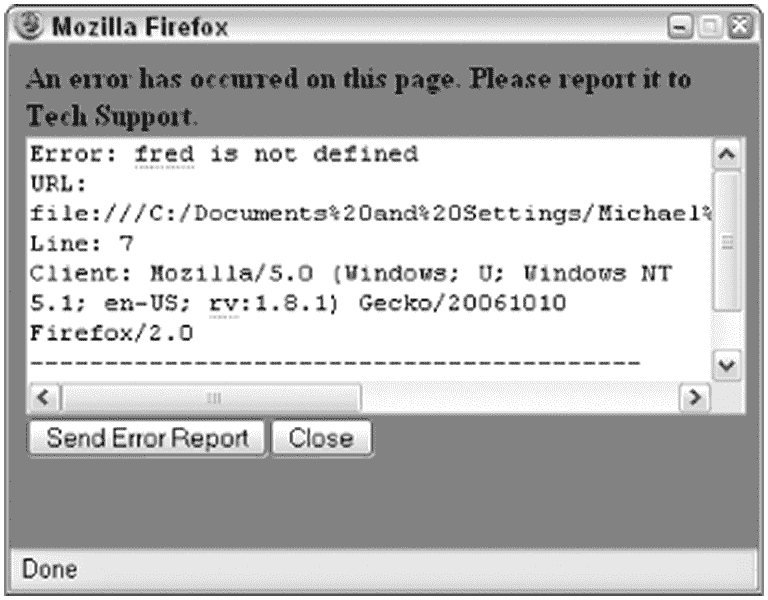 Mozilla Firefox
An error has occurred on this page. Please report it to
Tech Support.
Error: fred is not defined
URL:
file:///C:/Documents%20and%20Settings/Michael%
Line: 7
Client: Mozilla/5.0 (Windows; U; Windows NT
5.1; en-US; rv:1.8.1) Gecko/20061010
Firefox/2.0
-----------------------------------------
Send Error Report Close
Done